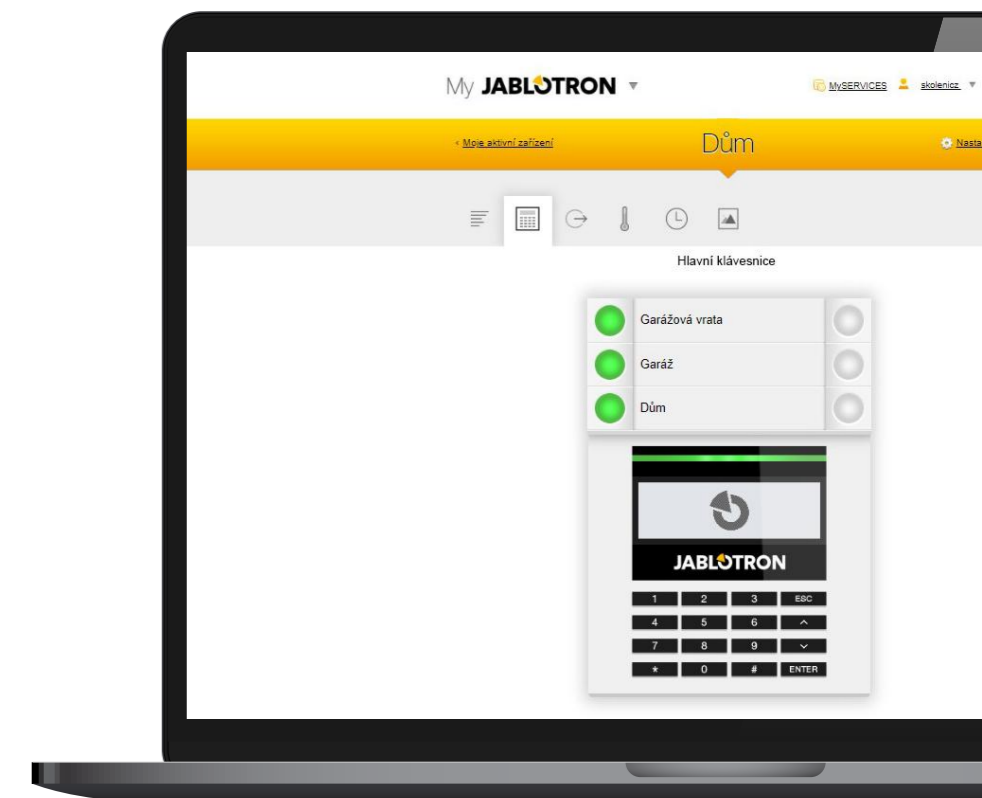 My JABLOTRON
MySERVICES skolenicz
Moje aktivní zařízení Dům Nasta
Hlavní klávesnice
Garážová vrata
Garáž
Dům
JABLOTRON
1 2 3 ESC
4 5 6
7 8 9
* 0 # ENTER